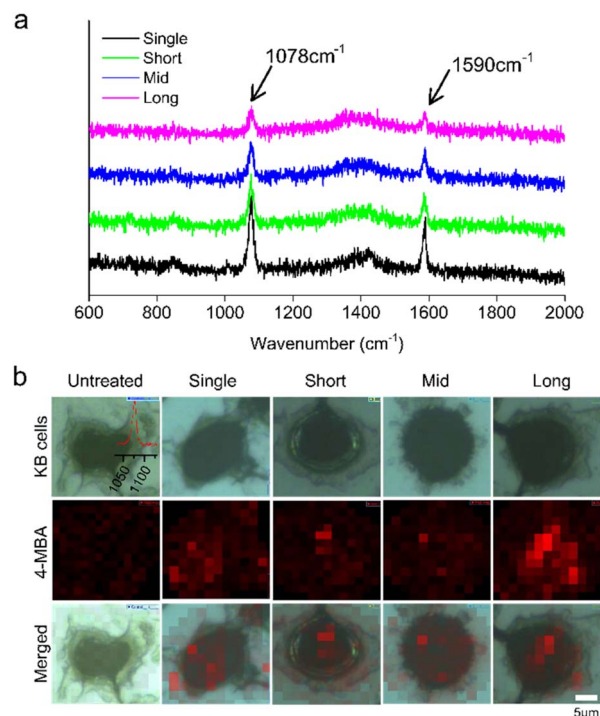 a
Single
Short
Mid
Long
1078cm⁻¹
1590cm⁻¹
600 800 1000 1200 1400 1600 1800 2000
Wavenumber (cm⁻¹)
b
Untreated Single Short Mid Long
KB cells
1050 1100
4-MBA
Merged
5μm